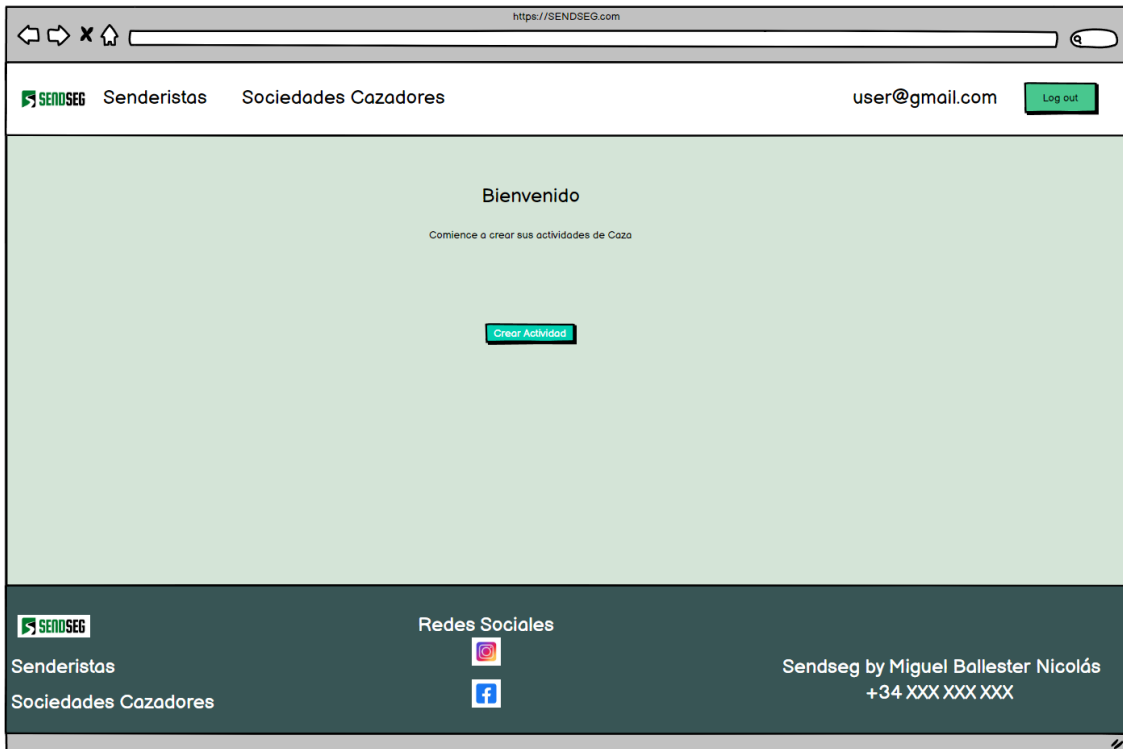 https://SENDSEG.com
SENDSEG Senderistas Sociedades Cazadores user@gmail.com Log out
Bienvenido
Comience a crear sus actividades de Caza
Crear Actividad
SENDSEG
Senderistas
Sociedades Cazadores
Redes Sociales
Sendseg by Miguel Ballester Nicolás
+34 XXX XXX XXX